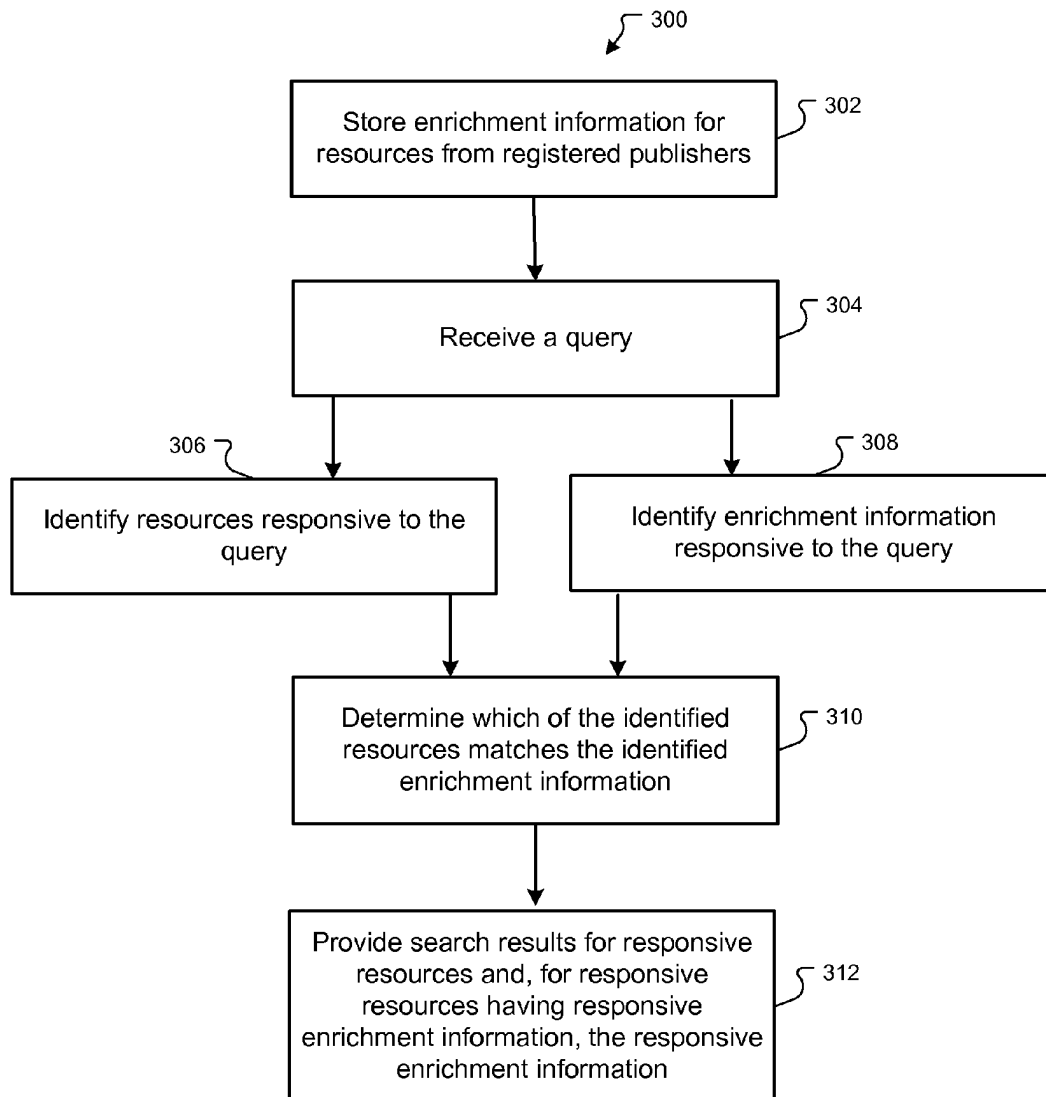 300
Store enrichment information for
resources from registered publishers
302
Receive a query
304
306
Identify resources responsive to the
query
308
Identify enrichment information
responsive to the query
Determine which of the identified
resources matches the identified
enrichment information
310
Provide search results for responsive
resources and, for responsive
resources having responsive
enrichment information, the responsive
enrichment information
312